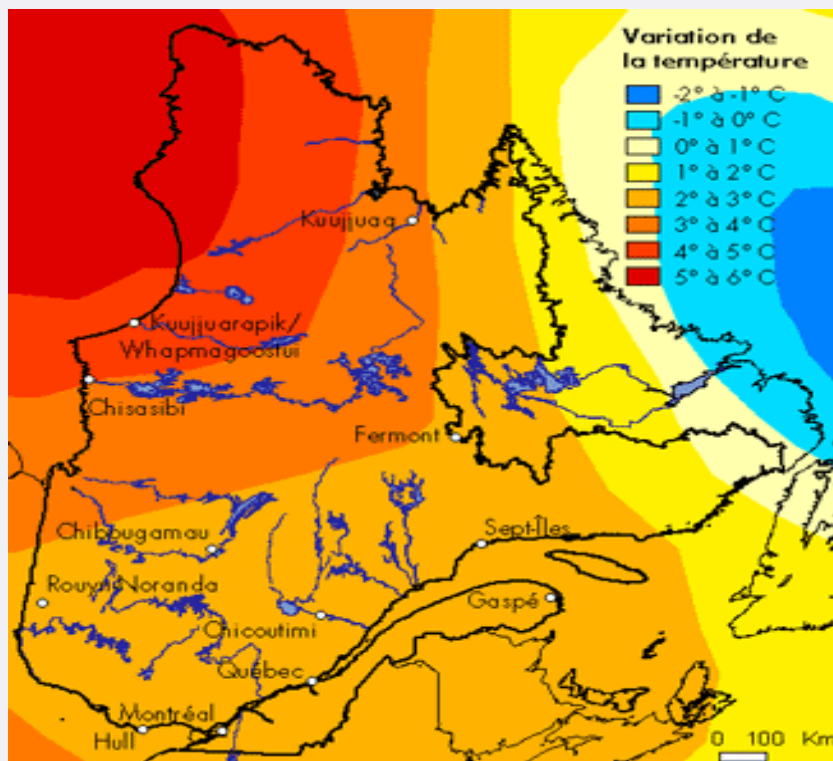 Variation de
la température
-2° à -1° C
-1° à 0° C
0° à 1° C
1° à 2° C
2° à 3° C
3° à 4° C
4° à 5° C
5° à 6° C
Kuujjuaq
Kuujjuarapik/
Whapmagoostui
Chisasibi
Fermont
Chibougamau
Sept-Îles
Rouyn-Noranda
Gaspé
Chicoutimi
Québec
Montréal
Hull
0 100 Km